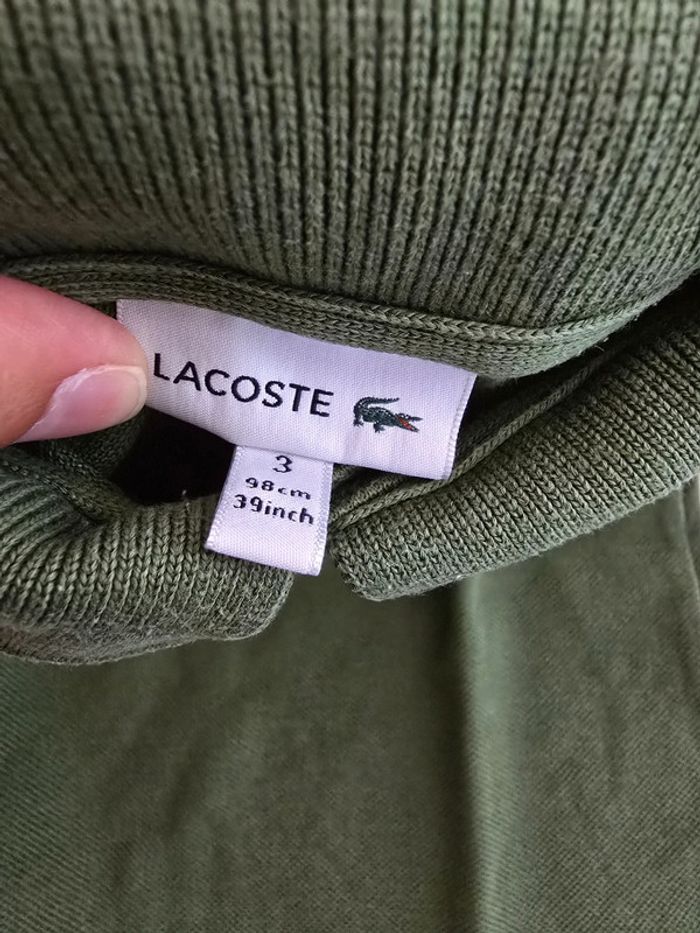 LACOSTE
3
98cm
39inch